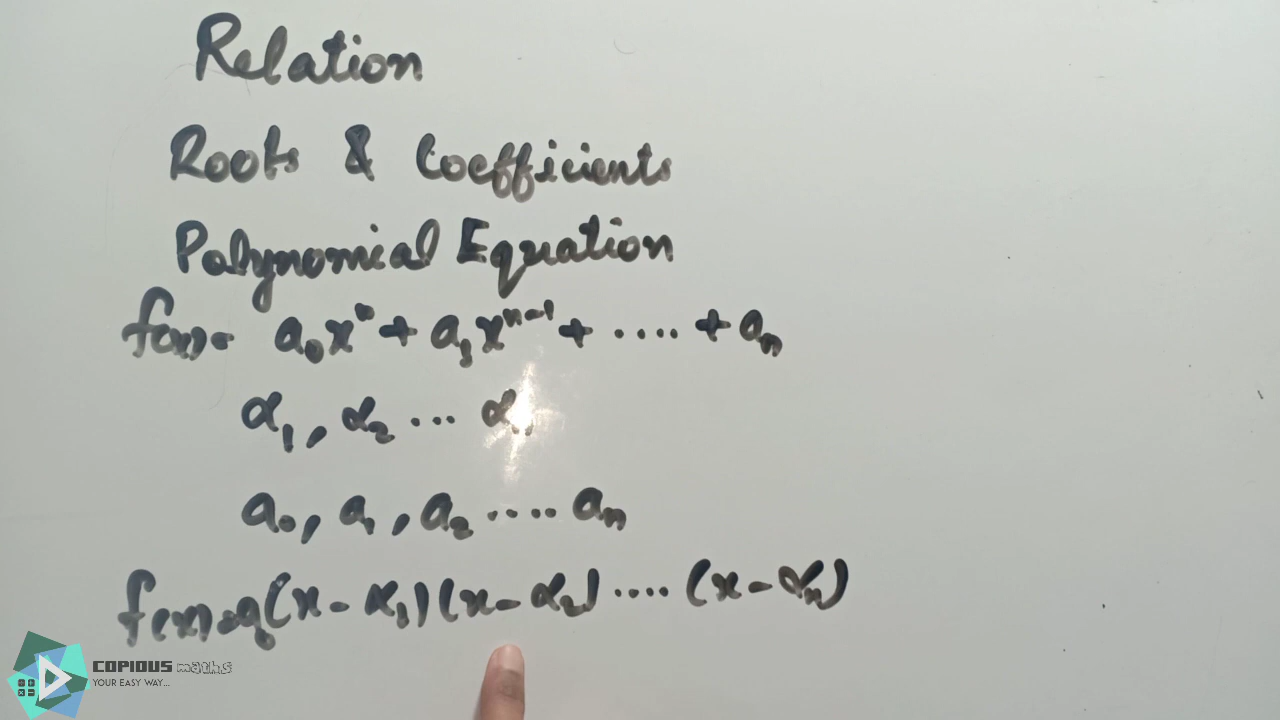 Relation
Roots & Coefficients
Polynomial Equation
f(x)= a₀xⁿ + a₁xⁿ⁻¹ + .... + aₙ
α₁, α₂ ... αₙ
a₀, a₁, a₂ .... aₙ
f(x)=a₀(x-α₁)(x-α₂) .... (x-αₙ)
COPIOUS maths
YOUR EASY WAY...